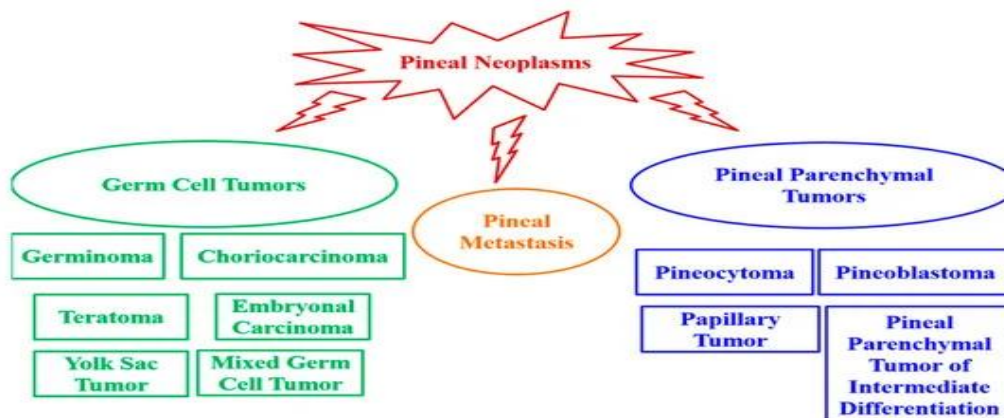 Pineal Neoplasms
Germ Cell Tumors
Germinoma
Choriocarcinoma
Teratoma
Embryonal
Carcinoma
Yolk Sac
Tumor
Mixed Germ
Cell Tumor
Pineal
Metastasis
Pineal Parenchymal
Tumors
Pineocytoma
Pineoblastoma
Papillary
Tumor
Pineal
Parenchymal
Tumor of
Intermediate
Differentiation